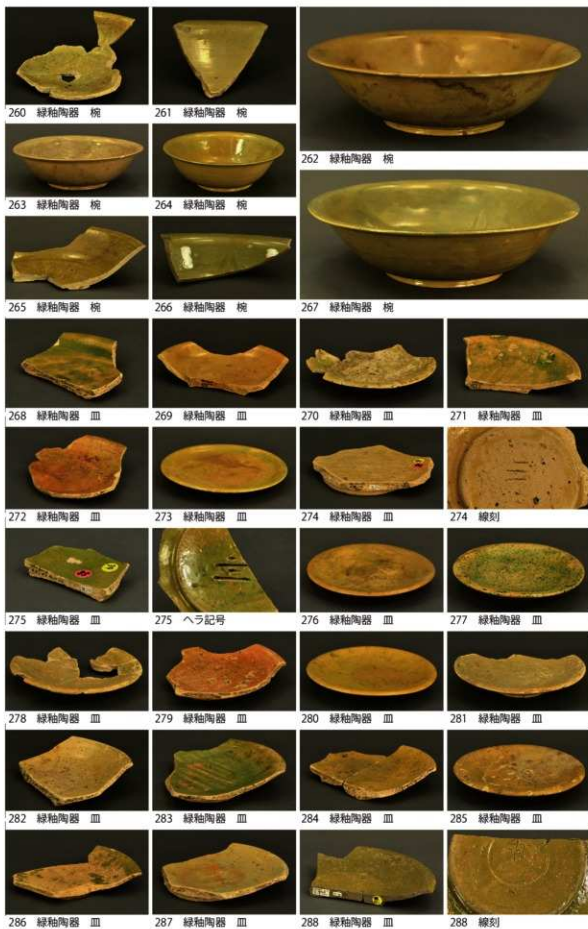 260 緑釉陶器 椀
261 緑釉陶器 椀
262 緑釉陶器 椀
263 緑釉陶器 椀
264 緑釉陶器 椀
265 緑釉陶器 椀
266 緑釉陶器 椀
267 緑釉陶器 椀
268 緑釉陶器 皿
269 緑釉陶器 皿
270 緑釉陶器 皿
271 緑釉陶器 皿
272 緑釉陶器 皿
273 緑釉陶器 皿
274 緑釉陶器 皿
274 線刻
275 緑釉陶器 皿
275 ヘラ記号
276 緑釉陶器 皿
277 緑釉陶器 皿
278 緑釉陶器 皿
279 緑釉陶器 皿
280 緑釉陶器 皿
281 緑釉陶器 皿
282 緑釉陶器 皿
283 緑釉陶器 皿
284 緑釉陶器 皿
285 緑釉陶器 皿
286 緑釉陶器 皿
287 緑釉陶器 皿
288 緑釉陶器 皿
288 線刻